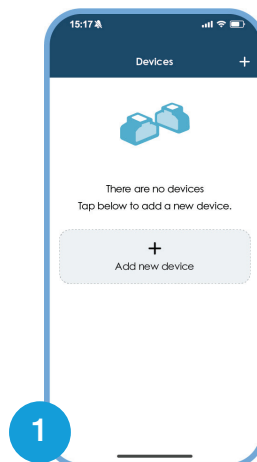 15:17
Devices
+
There are no devices
Tap below to add a new device.
+
Add new device
1